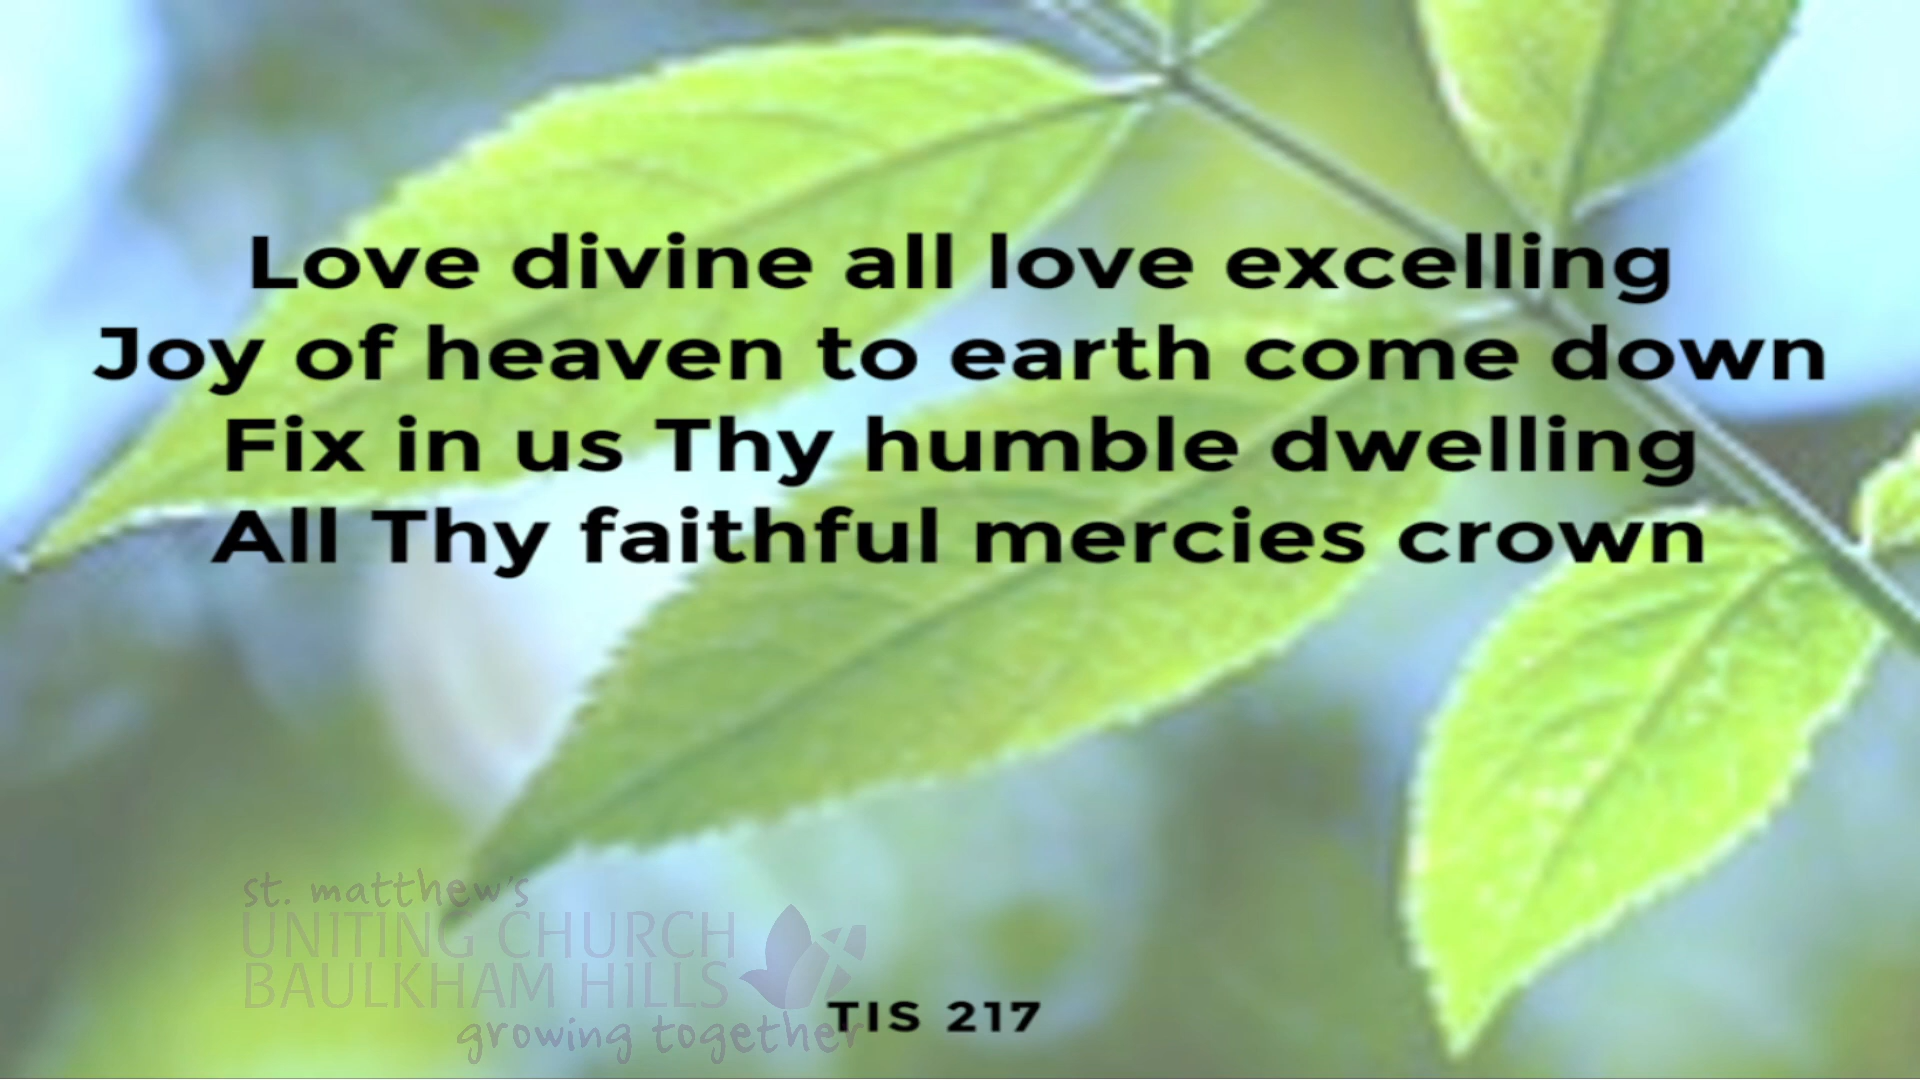 Love divine all love excelling
Joy of heaven to earth come down
Fix in us Thy humble dwelling
All Thy faithful mercies crown
st. matthew's
UNITING CHURCH
BAULKHAM HILLS
growing together
TIS 217